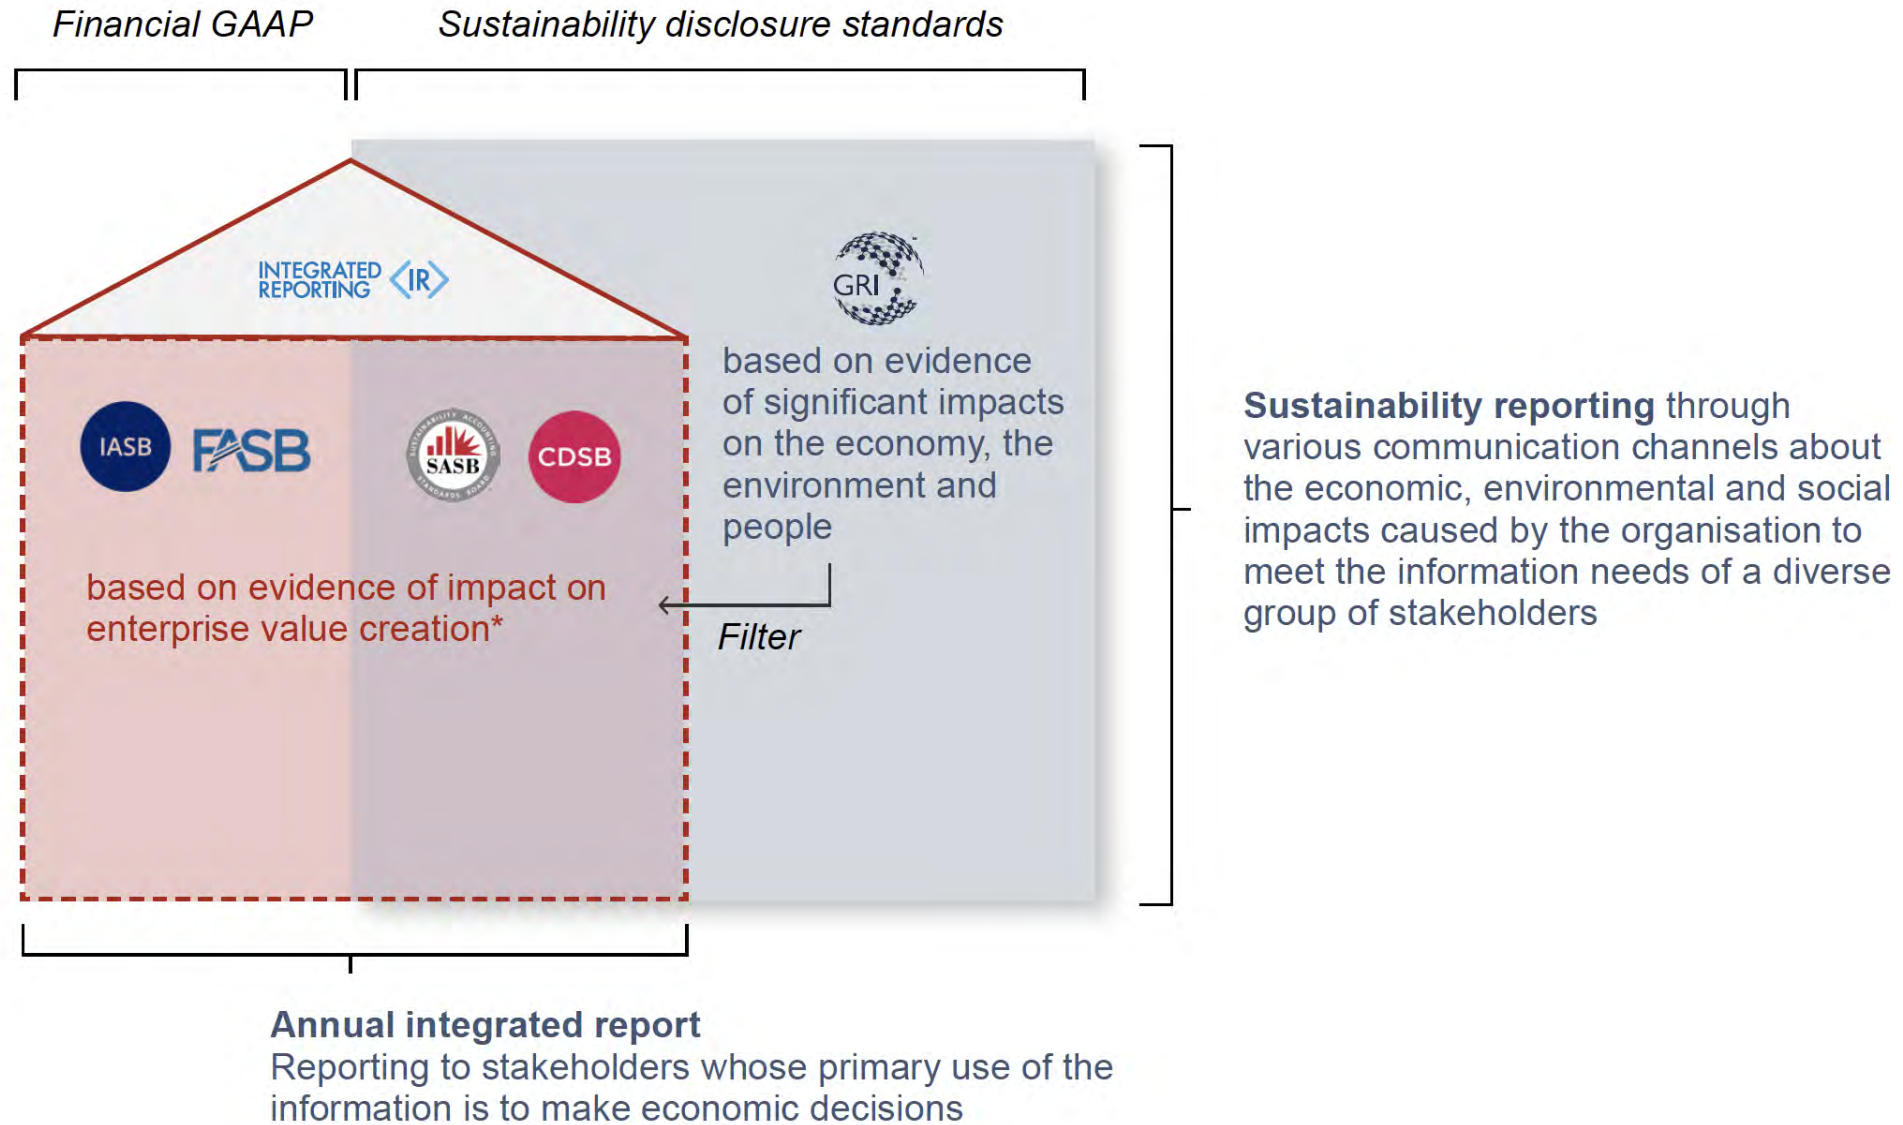 Financial GAAP
Sustainability disclosure standards
INTEGRATED
REPORTING
<IR>
GRI
IASB
FASB
SUSTAINABILITY ACCOUNTING
SASB
STANDARDS BOARD
CDSB
based on evidence
of significant impacts
on the economy, the
environment and
people
based on evidence of impact on
enterprise value creation*
Filter
Sustainability reporting through
various communication channels about
the economic, environmental and social
impacts caused by the organisation to
meet the information needs of a diverse
group of stakeholders
Annual integrated report
Reporting to stakeholders whose primary use of the
information is to make economic decisions